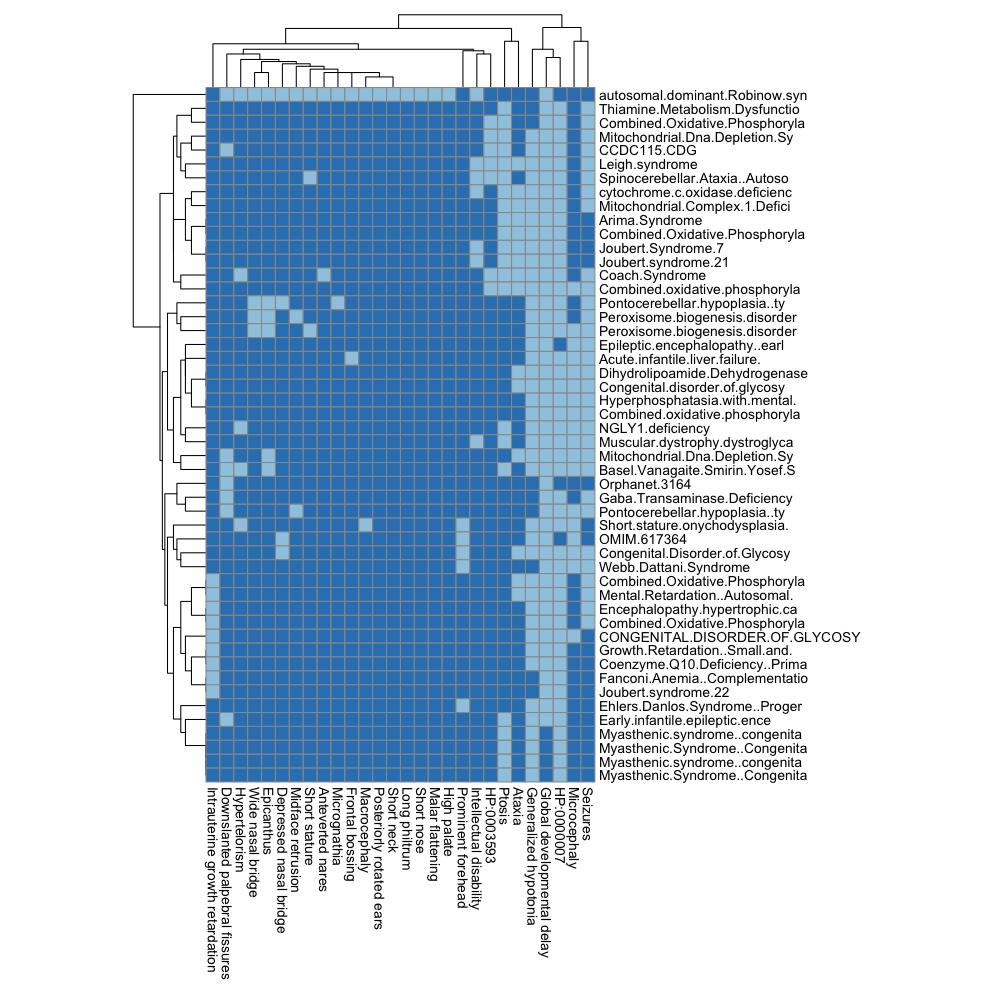 autosomal.dominant.Robinow.syn
Thiamine.Metabolism.Dysfunctio
Combined.Oxidative.Phosphoryla
Mitochondrial.Dna.Depletion.Sy
CCDC115.CDG
Leigh.syndrome
Spinocerebellar.Ataxia..Autoso
cytochrome.c.oxidase.deficienc
Mitochondrial.Complex.1.Defici
Arima.Syndrome
Combined.Oxidative.Phosphoryla
Joubert.Syndrome.7
Joubert.syndrome.21
Coach.Syndrome
Combined.oxidative.phosphoryla
Pontocerebellar.hypoplasia..ty
Peroxisome.biogenesis.disorder
Peroxisome.biogenesis.disorder
Epileptic.encephalopathy..earl
Acute.infantile.liver.failure.
Dihydrolipoamide.Dehydrogenase
Congenital.disorder.of.glycosy
Hyperphosphatasia.with.mental.
Combined.oxidative.phosphoryla
NGLY1.deficiency
Muscular.dystrophy.dystroglyca
Mitochondrial.Dna.Depletion.Sy
Basel.Vanagaite.Smirin.Yosef.S
Orphanet.3164
Gaba.Transaminase.Deficiency
Pontocerebellar.hypoplasia..ty
Short.stature.onychodysplasia.
OMIM.617364
Congenital.Disorder.of.Glycosy
Webb.Dattani.Syndrome
Combined.Oxidative.Phosphoryla
Mental.Retardation..Autosomal.
Encephalopathy.hypertrophic.ca
Combined.Oxidative.Phosphoryla
CONGENITAL.DISORDER.OF.GLYCOSY
Growth.Retardation..Small.and.
Coenzyme.Q10.Deficiency..Prima
Fanconi.Anemia..Complementatio
Joubert.syndrome.22
Ehlers.Danlos.Syndrome..Proger
Early.infantile.epileptic.ence
Myasthenic.syndrome..congenita
Myasthenic.Syndrome..Congenita
Myasthenic.syndrome..congenita
Myasthenic.Syndrome..Congenita
Intrauterine growth retardation
Downslanted palpebral fissures
Hypertelorism
Wide nasal bridge
Epicanthus
Depressed nasal bridge
Midface retrusion
Short stature
Anteverted nares
Micrognathia
Frontal bossing
Macrocephaly
Posteriorly rotated ears
Short neck
Long philtrum
Short nose
Malar flattening
High palate
Prominent forehead
Intellectual disability
HP:0003593
Ptosis
Ataxia
Generalized hypotonia
Global developmental delay
HP:0000007
Microcephaly
Seizures